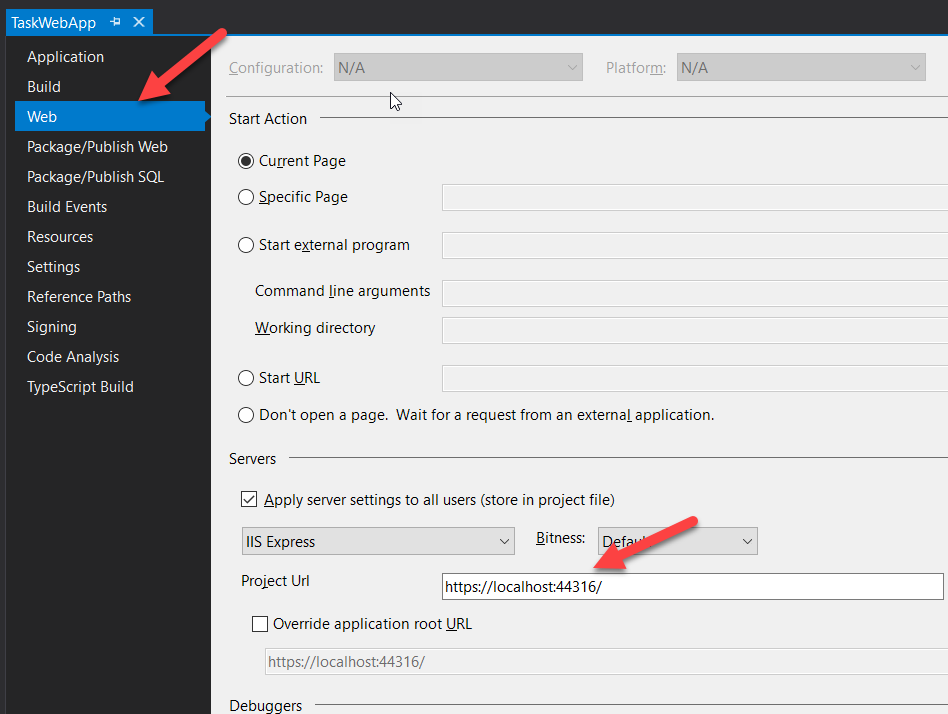 TaskWebApp
Application
Build
Web
Package/Publish Web
Package/Publish SQL
Build Events
Resources
Settings
Reference Paths
Signing
Code Analysis
TypeScript Build
Configuration: N/A Platform: N/A
Start Action
Current Page
Specific Page
Start external program
Command line arguments
Working directory
Start URL
Don't open a page. Wait for a request from an external application.
Servers
Apply server settings to all users (store in project file)
IIS Express Bitness:
Project Url https://localhost:44316/
Override application root URL
https://localhost:44316/
Debuggers